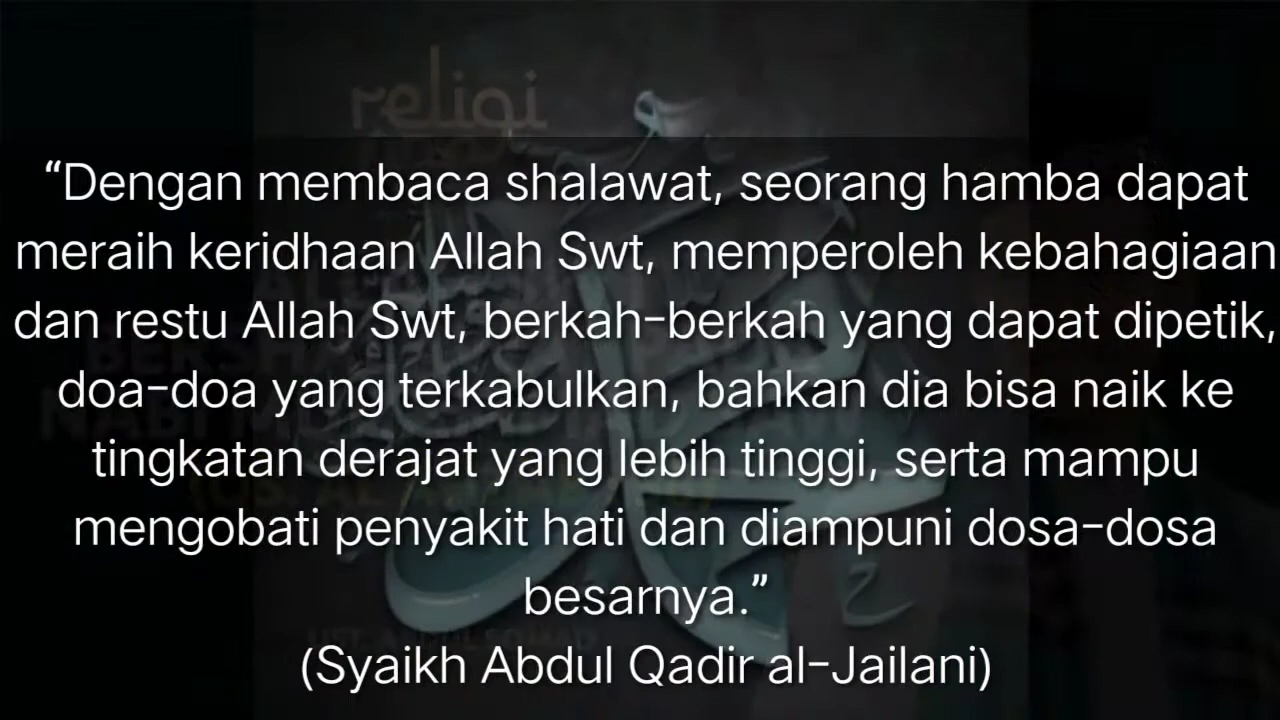 religi
“Dengan membaca shalawat, seorang hamba dapat
meraih keridhaan Allah Swt, memperoleh kebahagiaan
dan restu Allah Swt, berkah-berkah yang dapat dipetik,
doa-doa yang terkabulkan, bahkan dia bisa naik ke
tingkatan derajat yang lebih tinggi, serta mampu
mengobati penyakit hati dan diampuni dosa-dosa
besarnya.”
(Syaikh Abdul Qadir al-Jailani)